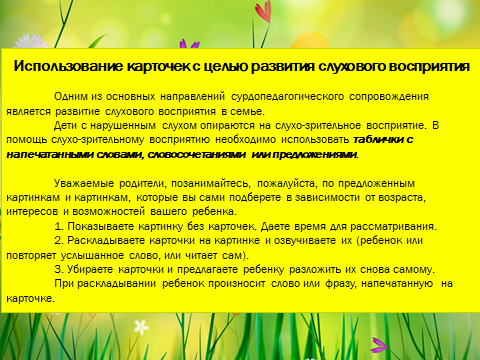 Использование карточек с целью развития слухового восприятия
Одним из основных направлений сурдопедагогического сопровождения
является развитие слухового восприятия в семье.
Дети с нарушенным слухом опираются на слухо-зрительное восприятие. В
помощь слухо-зрительному восприятию необходимо использовать таблички с
напечатанными словами, словосочетаниями или предложениями.
Уважаемые родители, позанимайтесь, пожалуйста, по предложенным
картинкам и картинкам, которые вы сами подберете в зависимости от возраста,
интересов и возможностей вашего ребенка.
1. Показываете картинку без карточек. Даете время для рассматривания.
2. Раскладываете карточки на картинке и озвучиваете их (ребенок или
повторяет услышанное слово, или читает сам).
3. Убираете карточки и предлагаете ребенку разложить их снова самому.
При раскладывании ребенок произносит слово или фразу, напечатанную на
карточке.